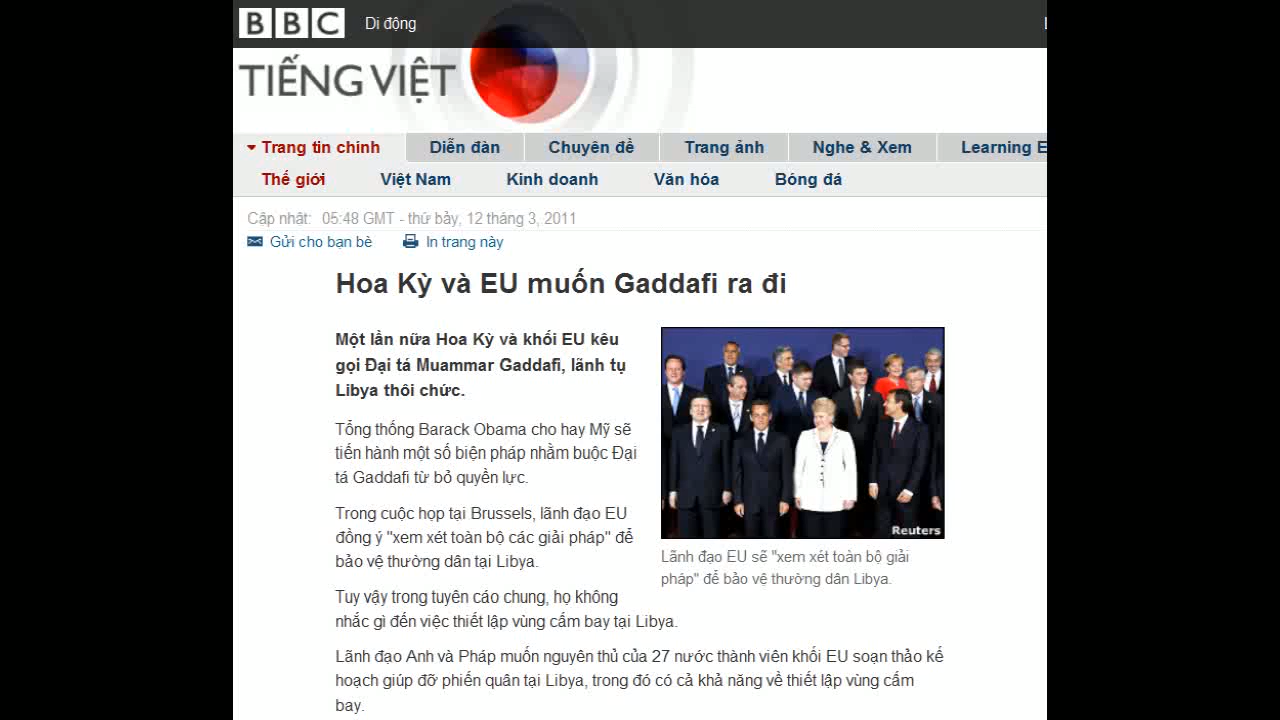 BBC Di động
TIẾNG VIỆT
Trang tin chính Diễn đàn Chuyên đề Trang ảnh Nghe & Xem Learning E
Thế giới Việt Nam Kinh doanh Văn hóa Bóng đá
Cập nhật: 05:48 GMT - thứ bảy, 12 tháng 3, 2011
Gửi cho bạn bè In trang này
Hoa Kỳ và EU muốn Gaddafi ra đi
Một lần nữa Hoa Kỳ và khối EU kêu
gọi Đại tá Muammar Gaddafi, lãnh tụ
Libya thôi chức.
Tổng thống Barack Obama cho hay Mỹ sẽ
tiến hành một số biện pháp nhằm buộc Đại
tá Gaddafi từ bỏ quyền lực.
Trong cuộc họp tại Brussels, lãnh đạo EU
đồng ý "xem xét toàn bộ các giải pháp" để
bảo vệ thường dân tại Libya.
Reuters
Lãnh đạo EU sẽ "xem xét toàn bộ giải
pháp" để bảo vệ thường dân Libya.
Tuy vậy trong tuyên cáo chung, họ không
nhắc gì đến việc thiết lập vùng cấm bay tại Libya.
Lãnh đạo Anh và Pháp muốn nguyên thủ của 27 nước thành viên khối EU soạn thảo kế
hoạch giúp đỡ phiến quân tại Libya, trong đó có cả khả năng về thiết lập vùng cấm
bay.